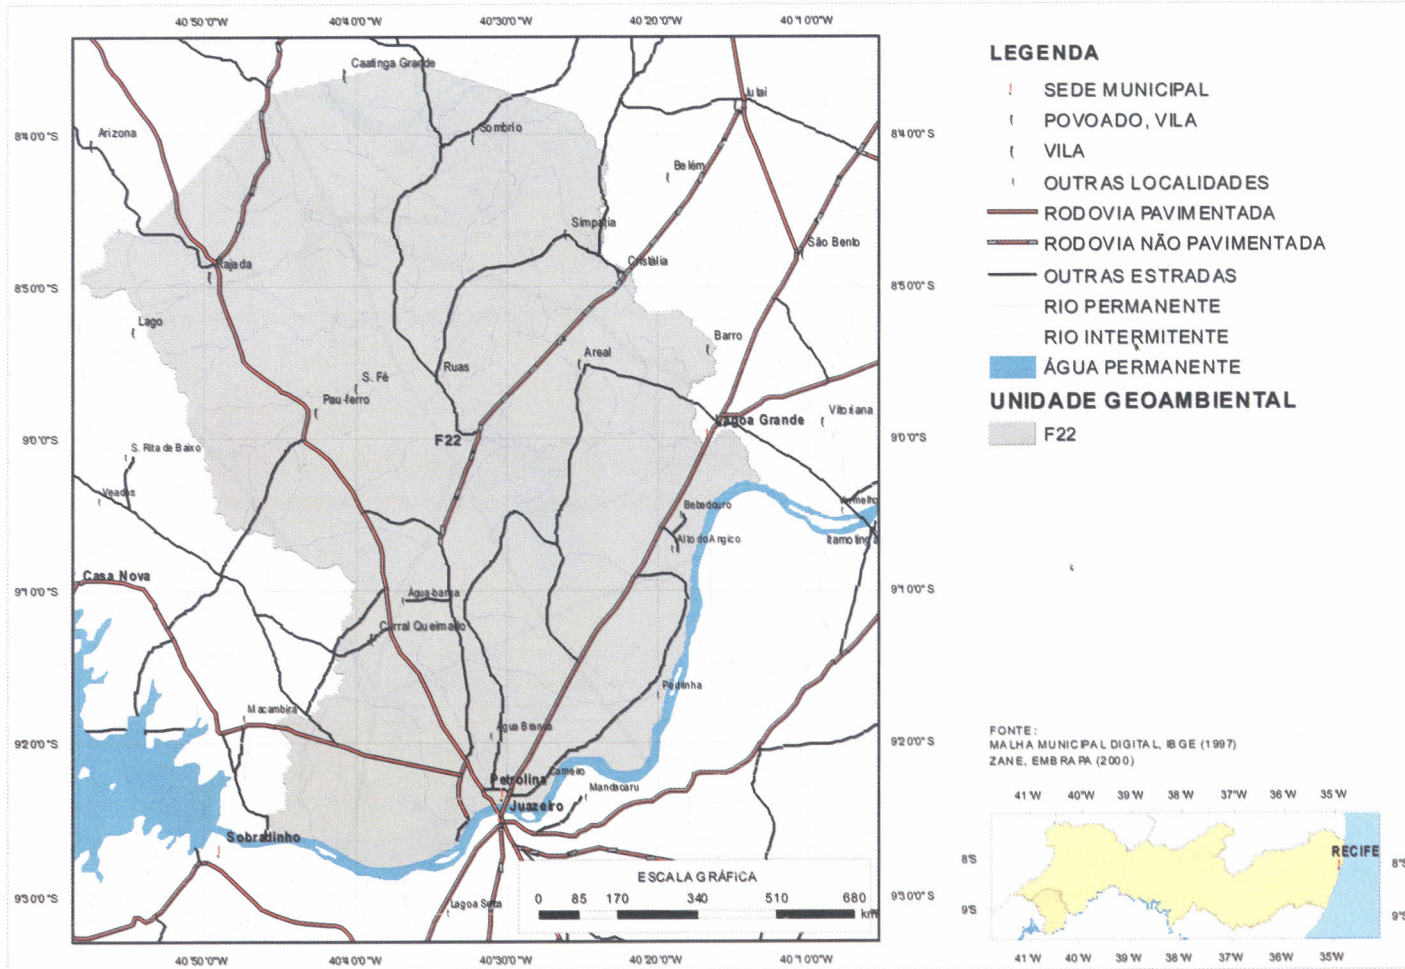 40°50'0"W 40°40'0"W 40°30'0"W 40°20'0"W 40°10'0"W
Caatinga Grande
Jutai
8°40'0"S
Arizona
Sombrio
8°40'0"S
Belém
Simpatia
São Bento
Rajada
Cristália
8°50'0"S
8°50'0"S
Lago
Barro
Areal
Ruas
S. Fé
Pau-ferro
Lagoa Grande
Vitoriana
9°0'0"S
F22
9°0'0"S
S. Rita de Baixo
Veados
Bebedouro
Vermelho
Alto do Angico
Itamotinga
Casa Nova
9°10'0"S
Água-banca
9°10'0"S
Curral Queimado
Pedrinha
Macambira
Água Branca
9°20'0"S
9°20'0"S
Carneiro
Petrolina
Mandacaru
Juazeiro
Sobradinho
ESCALA GRÁFICA
0 85 170 340 510 680
km
9°30'0"S
Lagoa Seca
9°30'0"S
40°50'0"W 40°40'0"W 40°30'0"W 40°20'0"W 40°10'0"W
LEGENDA
SEDE MUNICIPAL
POVOADO, VILA
VILA
OUTRAS LOCALIDADES
RODOVIA PAVIMENTADA
RODOVIA NÃO PAVIMENTADA
OUTRAS ESTRADAS
RIO PERMANENTE
RIO INTERMITENTE
ÁGUA PERMANENTE
UNIDADE GEOAMBIENTAL
F22
FONTE:
MALHA MUNICIPAL DIGITAL, IBGE (1997)
ZANE, EMBRAPA (2000)
41°W 40°W 39°W 38°W 37°W 36°W 35°W
8°S
RECIFE
8°S
9°S
9°S
41°W 40°W 39°W 38°W 37°W 36°W 35°W